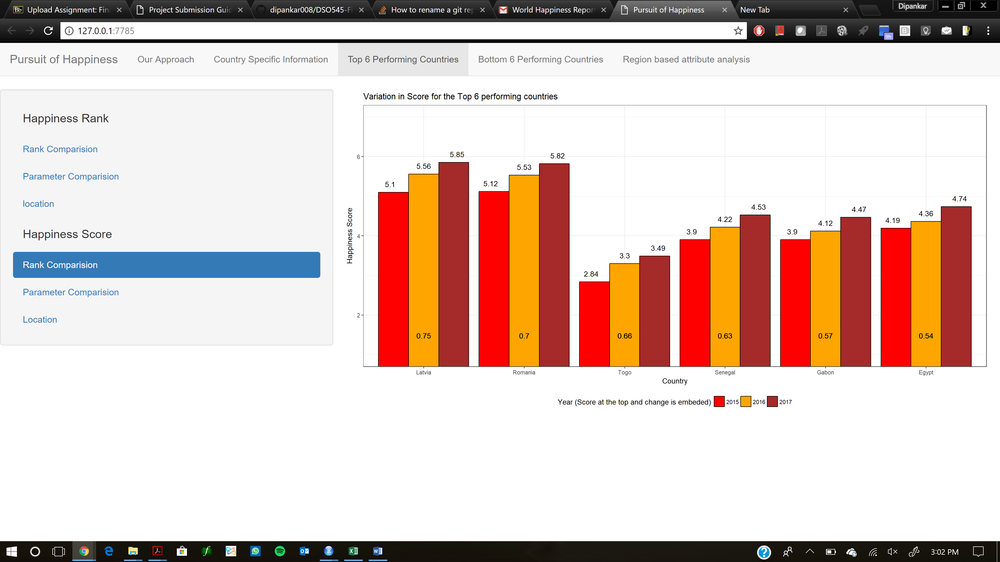 Bb Upload Assignment: Fin
Project Submission Guid
dipankar008/DSO545-Fi
How to rename a git rep
World Happiness Report
Pursuit of Happiness
New Tab
Dipankar
127.0.0.1:7785
9h
Pursuit of Happiness
Our Approach
Country Specific Information
Top 6 Performing Countries
Bottom 6 Performing Countries
Region based attribute analysis
Happiness Rank
Rank Comparision
Parameter Comparision
location
Happiness Score
Rank Comparision
Parameter Comparision
Location
Variation in Score for the Top 6 performing countries
Happiness Score
6
4
2
5.1
5.56
5.85
5.12
5.53
5.82
2.84
3.3
3.49
3.9
4.22
4.53
3.9
4.12
4.47
4.19
4.36
4.74
0.75
0.7
0.66
0.63
0.57
0.54
Latvia
Romania
Togo
Senegal
Gabon
Egypt
Country
Year (Score at the top and change is embeded)
2015
2016
2017
3:02 PM